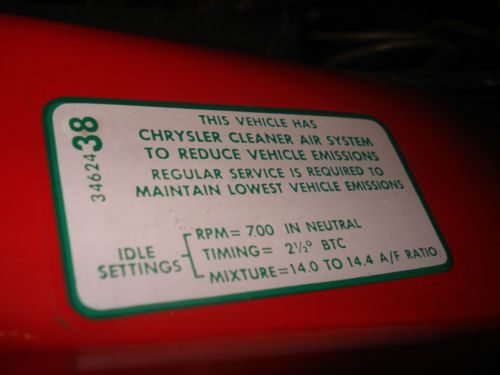 3462438
THIS VEHICLE HAS
CHRYSLER CLEANER AIR SYSTEM
TO REDUCE VEHICLE EMISSIONS
REGULAR SERVICE IS REQUIRED TO
MAINTAIN LOWEST VEHICLE EMISSIONS
IDLE SETTINGS
RPM= 700 IN NEUTRAL
TIMING= 2½° BTC
MIXTURE=14.0 TO 14.4 A/F RATIO